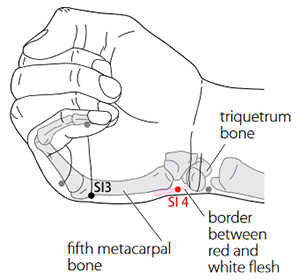 triquetrum
bone
SI3
SI 4
border
between
red and
white flesh
fifth metacarpal
bone